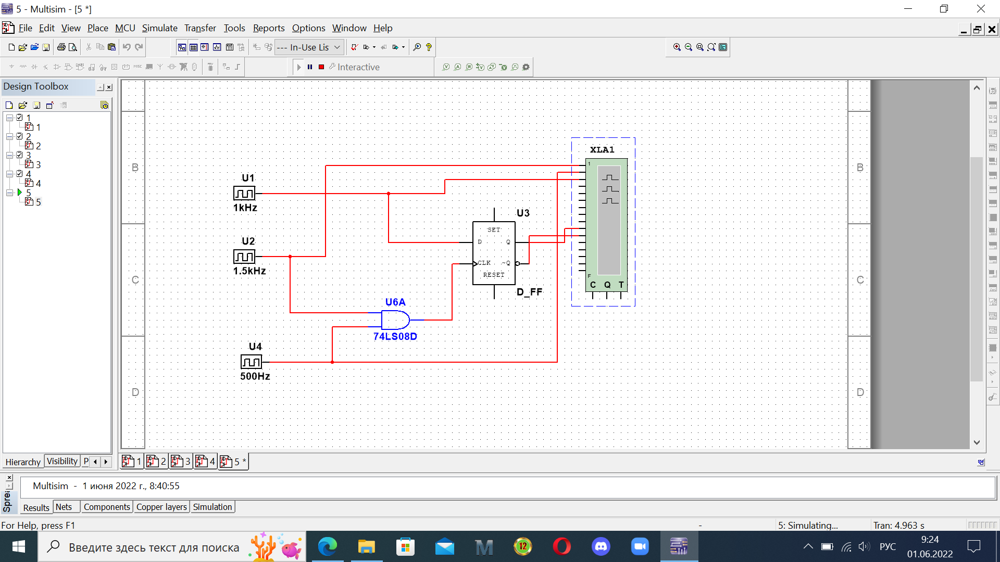 5 - Multisim - [5 *]
File Edit View Place MCU Simulate Transfer Tools Reports Options Window Help
--- In-Use Lis
Interactive
Design Toolbox
1
1
2
2
3
3
4
4
5
5
Hierarchy Visibility P
B
C
D
B
C
D
U1
1kHz
U2
1.5kHz
U4
500Hz
U6A
74LS08D
U3
SET
D Q
CLK ~Q
RESET
D_FF
XLA1
1
F
C Q T
1 2 3 4 5 *
Multisim - 1 июня 2022 г., 8:40:55
Results Nets Components Copper layers Simulation
For Help, press F1
-
5: Simulating...
Tran: 4.963 s
Введите здесь текст для поиска
12
РУС
9:24
01.06.2022